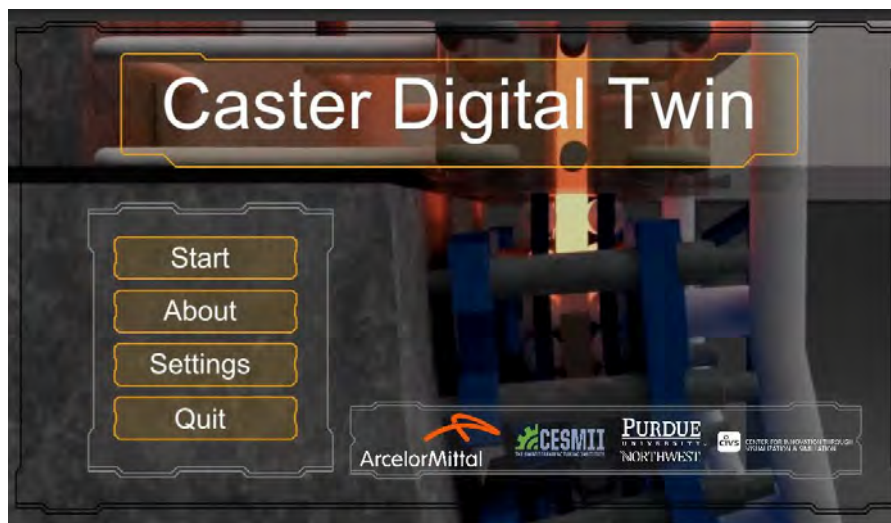 Caster Digital Twin
Start
About
Settings
Quit
ArcelorMittal
CESMII
PURDUE
UNIVERSITY
NORTHWEST
CIVS
CENTER FOR INNOVATION THROUGH
VISUALIZATION & SIMULATION